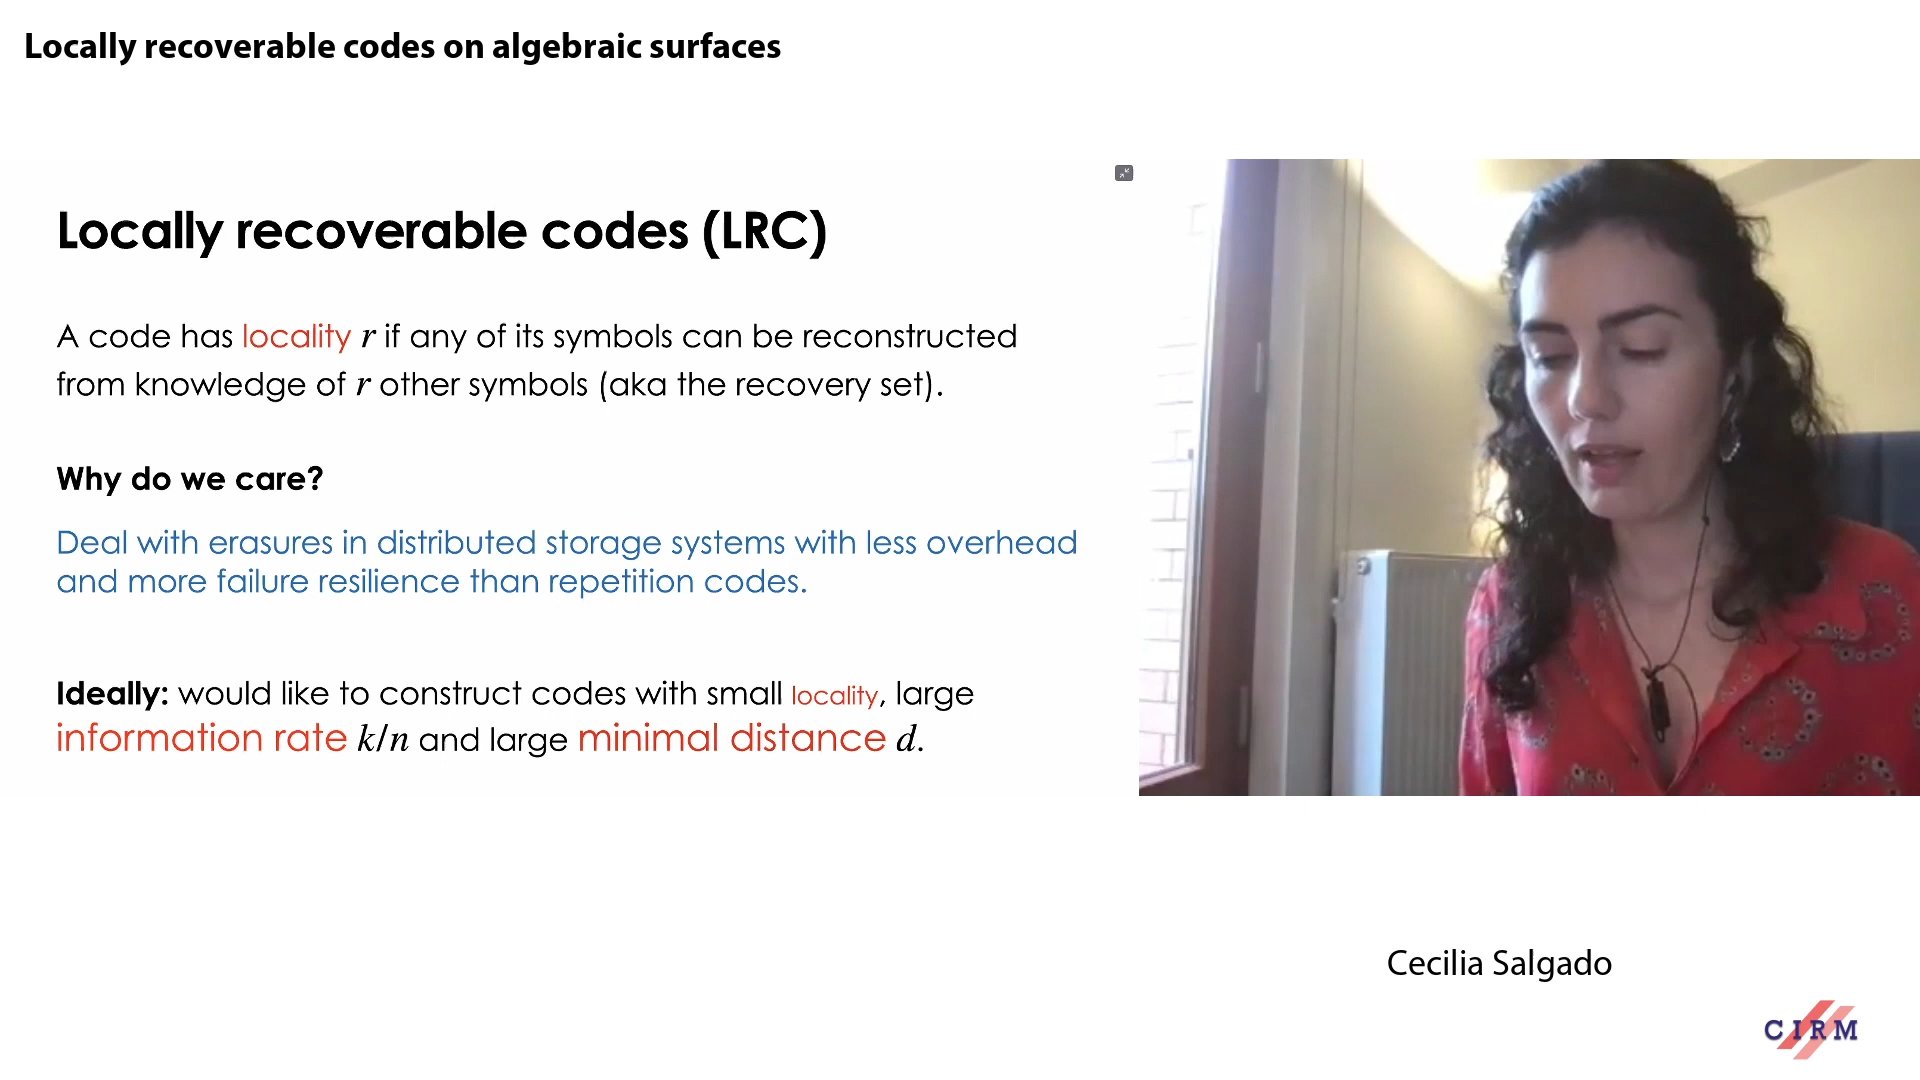 Locally recoverable codes on algebraic surfaces
Locally recoverable codes (LRC)
A code has locality r if any of its symbols can be reconstructed
from knowledge of r other symbols (aka the recovery set).
Why do we care?
Deal with erasures in distributed storage systems with less overhead
and more failure resilience than repetition codes.
Ideally: would like to construct codes with small locality, large
information rate k/n and large minimal distance d.
Cecilia Salgado
CIRM